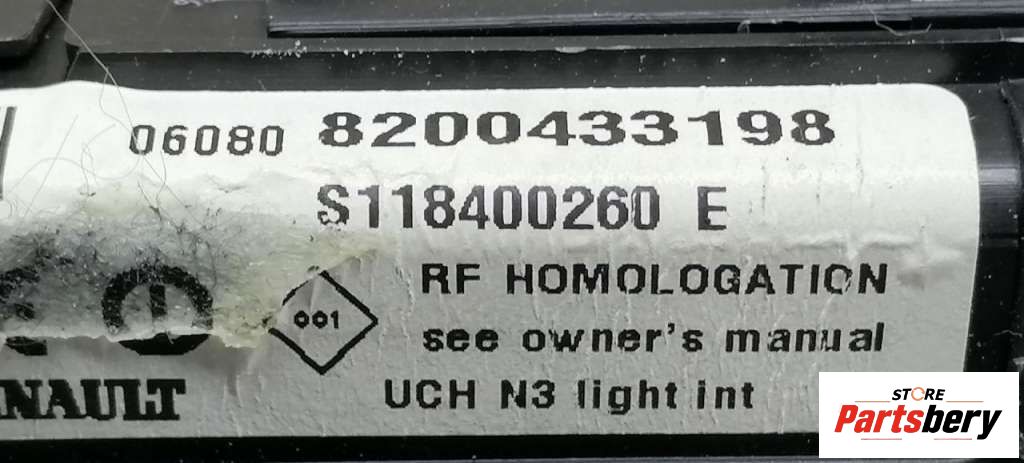 06080 8200433198
S118400260 E
RF HOMOLOGATION
001
see owner's manual
NAULT
UCH N3 light int
STORE
Partsbery